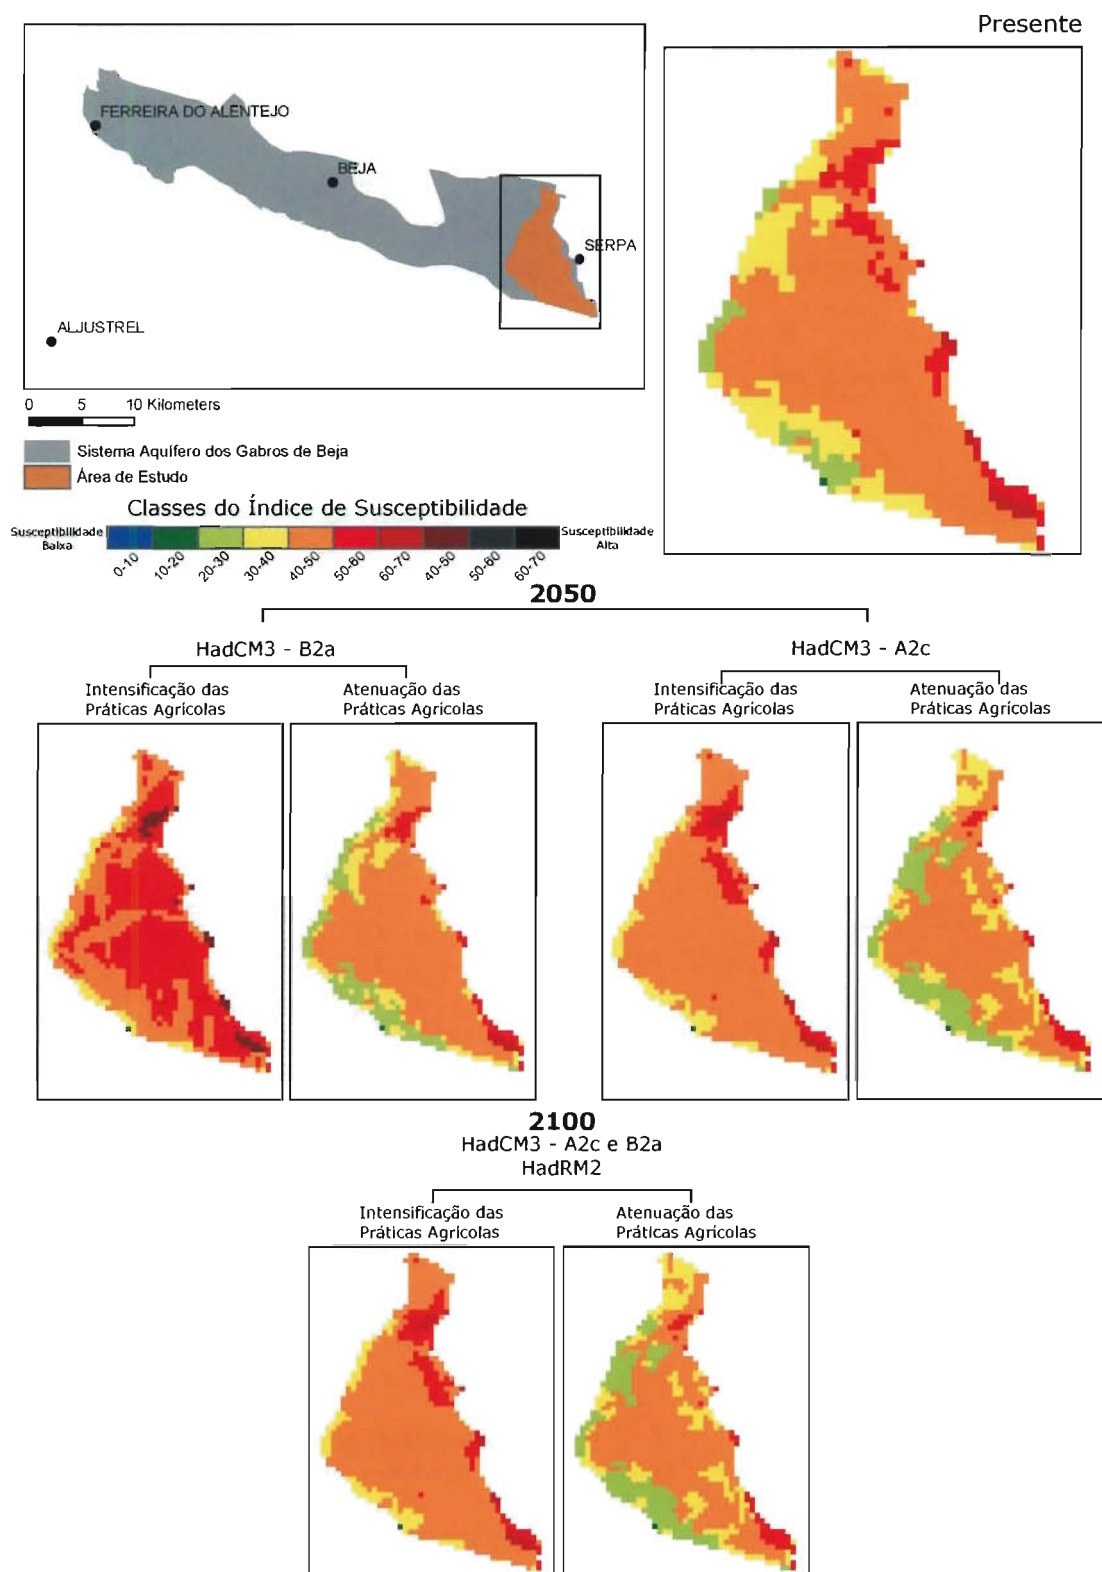 Presente
FERREIRA DO ALENTEJO
BEJA
SERPA
ALJUSTREL
0 5 10 Kilometers
Sistema Aquífero dos Gabros de Beja
Área de Estudo
Classes do Índice de Susceptibilidade
Susceptibilidade
Baixa
Susceptibilidade
Alta
0-10 10-20 20-30 30-40 40-50 50-60 60-70 40-50 50-60 60-70
2050
HadCM3 - B2a
HadCM3 - A2c
Intensificação das
Práticas Agrícolas
Atenuação das
Práticas Agrícolas
Intensificação das
Práticas Agrícolas
Atenuação das
Práticas Agrícolas
2100
HadCM3 - A2c e B2a
HadRM2
Intensificação das
Práticas Agrícolas
Atenuação das
Práticas Agrícolas